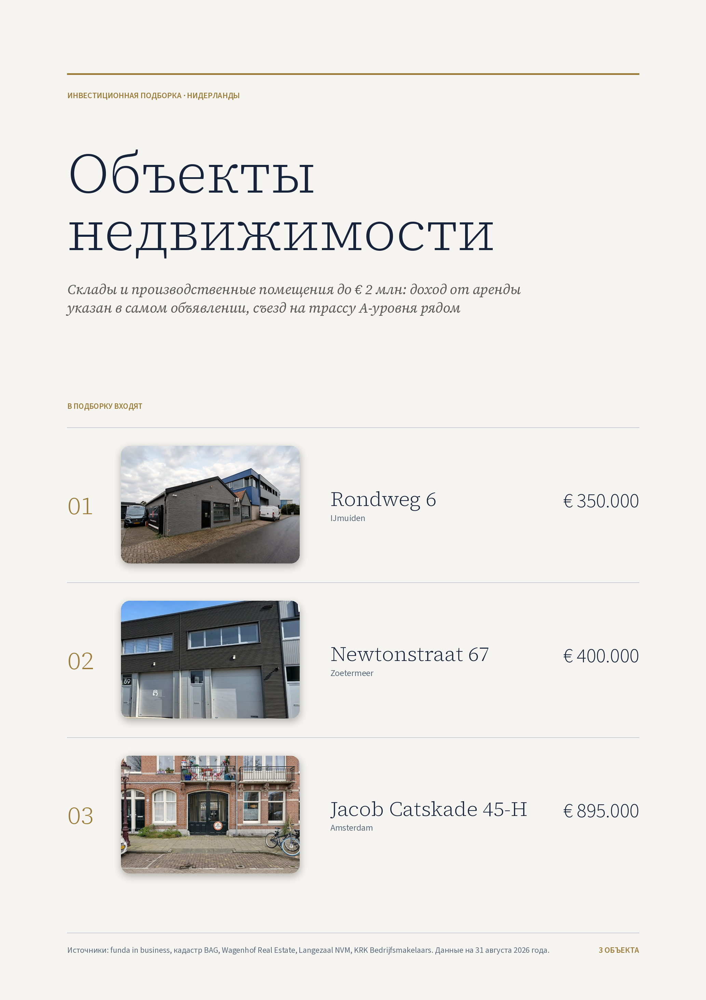 ИНВЕСТИЦИОННАЯ ПОДБОРКА · НИДЕРЛАНДЫ
Объекты
недвижимости
Склады и производственные помещения до € 2 млн: доход от аренды
указан в самом объявлении, съезд на трассу А-уровня рядом
В ПОДБОРКУ ВХОДЯТ
01
Rondweg 6
€ 350.000
IJmuiden
02
Newtonstraat 67
€ 400.000
Zoetermeer
69
67
03
Jacob Catskade 45-H
€ 895.000
Amsterdam
Источники: funda in business, кадастр BAG, Wagenhof Real Estate, Langezaal NVM, KRK Bedrijfsmakelaars. Данные на 31 августа 2026 года.
3 ОБЪЕКТА